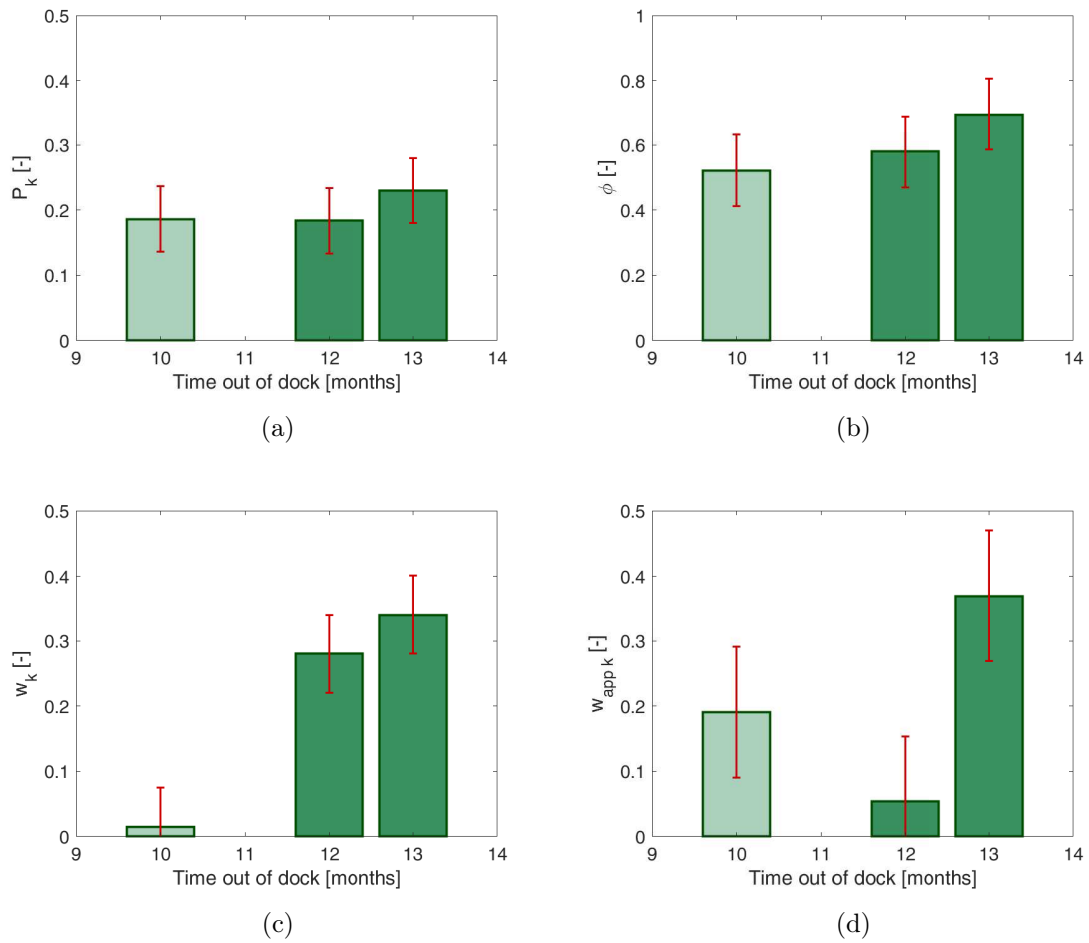 0.5
0.4
0.3
0.2
0.1
0
P_k [-]
9 10 11 12 13 14
Time out of dock [months]
(a)
1
0.8
0.6
0.4
0.2
0
ϕ [-]
9 10 11 12 13 14
Time out of dock [months]
(b)
0.5
0.4
0.3
0.2
0.1
0
w_k [-]
9 10 11 12 13 14
Time out of dock [months]
(c)
0.5
0.4
0.3
0.2
0.1
0
w_app k [-]
9 10 11 12 13 14
Time out of dock [months]
(d)